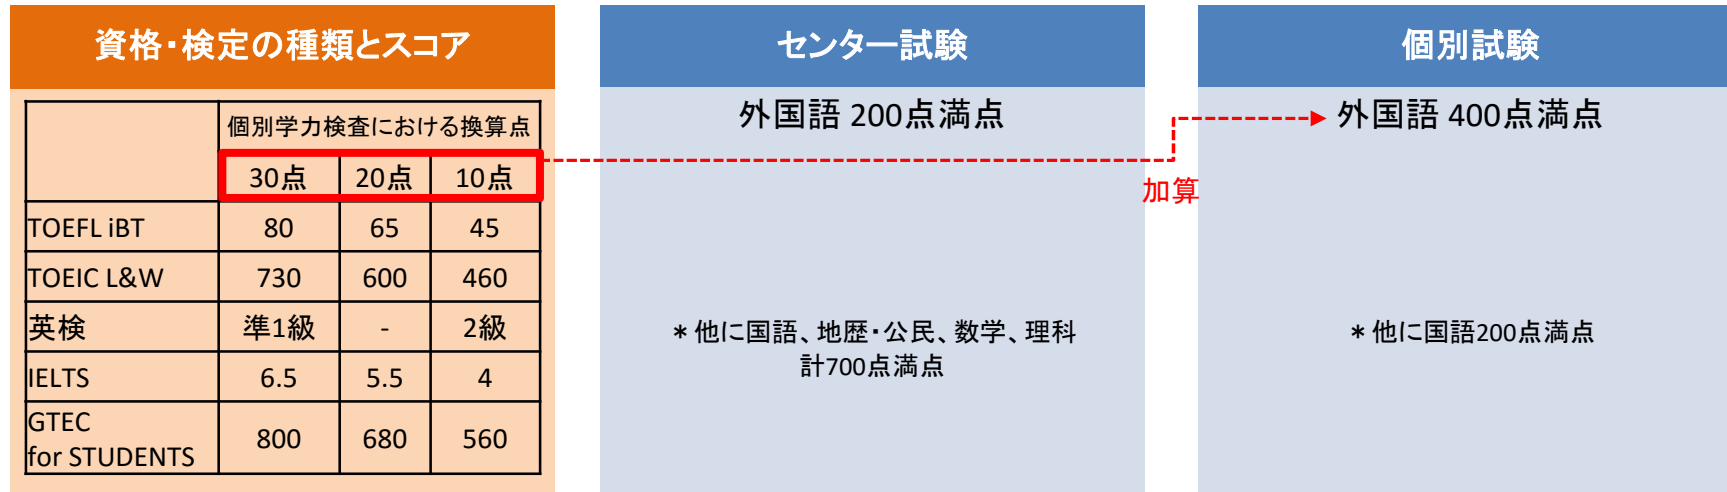 資格・検定の種類とスコア
個別学力検査における換算点
30点 20点 10点
TOEFL iBT 80 65 45
TOEIC L&W 730 600 460
英検 準1級 - 2級
IELTS 6.5 5.5 4
GTEC
for STUDENTS 800 680 560
センター試験
外国語 200点満点
＊他に国語、地歴・公民、数学、理科
計700点満点
加算
個別試験
外国語 400点満点
＊他に国語200点満点